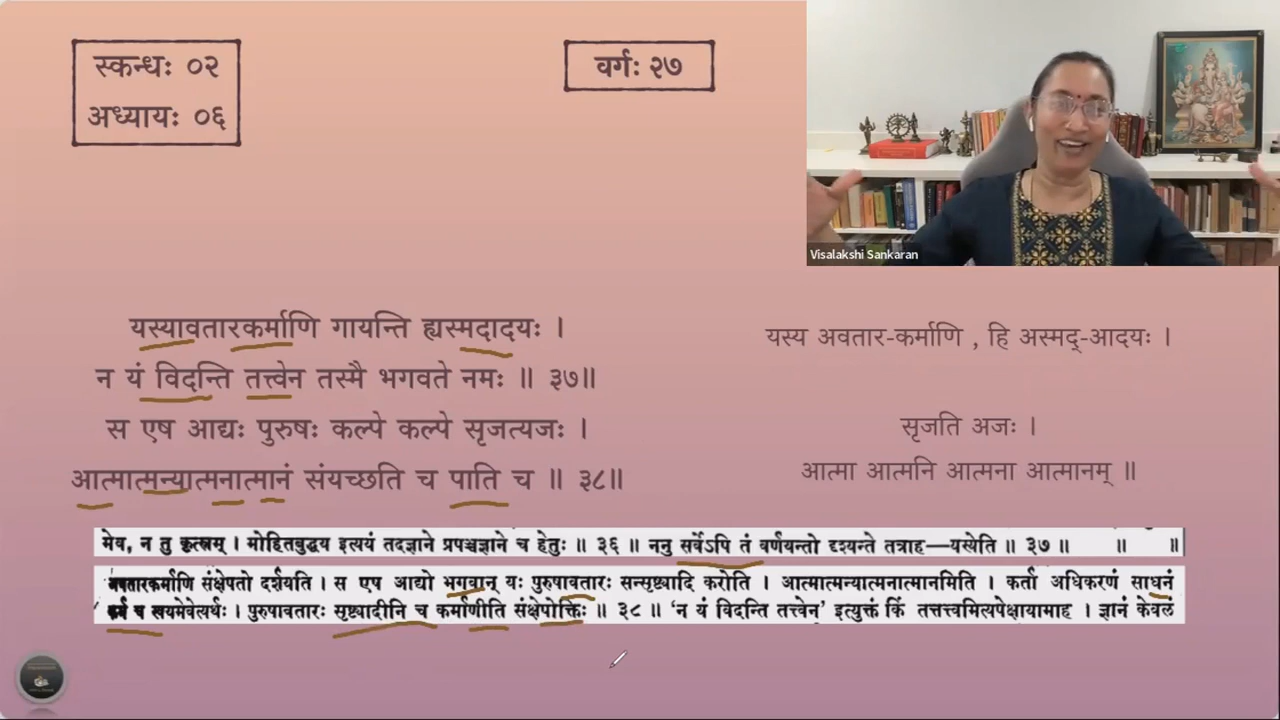 स्कन्धः ०२
अध्यायः ०६
वर्गः २७
Visalakshi Sankaran
यस्यावतारकर्माणि गायन्ति ह्यस्मदादयः ।
न यं विदन्ति तत्त्वेन तस्मै भगवते नमः ॥ ३७॥
स एष आद्यः पुरुषः कल्पे कल्पे सृजत्यजः ।
आत्मात्मन्यात्मनात्मानं संयच्छति च पाति च ॥ ३८॥
यस्य अवतार-कर्माणि , हि अस्मद्-आदयः ।
सृजति अजः ।
आत्मा आत्मनि आत्मना आत्मानम् ॥
मेव, न तु कृत्स्नम् । मोहितबुद्धय इत्ययं तदज्ञाने प्रपञ्चज्ञाने च हेतुः ॥ ३६ ॥ ननु सर्वेऽपि तं वर्णयन्तो दृश्यन्ते तत्राह—यस्येति ॥ ३७ ॥ ॥ ॥
अवतारकर्माणि संक्षेपतो दर्शयति । स एष आद्यो भगवान् यः पुरुषावतारः सन्सृष्ट्यादि करोति । आत्मात्मन्यात्मनात्मानमिति । कर्ता अधिकरणं साधनं
कर्म च स्वयमेवेत्यर्थः । पुरुषावतारः सृष्ट्यादीनि च कर्माणीति संक्षेपोक्तिः ॥ ३८ ॥ ‘न यं विदन्ति तत्त्वेन’ इत्युक्तं किं तत्तत्त्वमित्यपेक्षायामाह । ज्ञानं केवलं